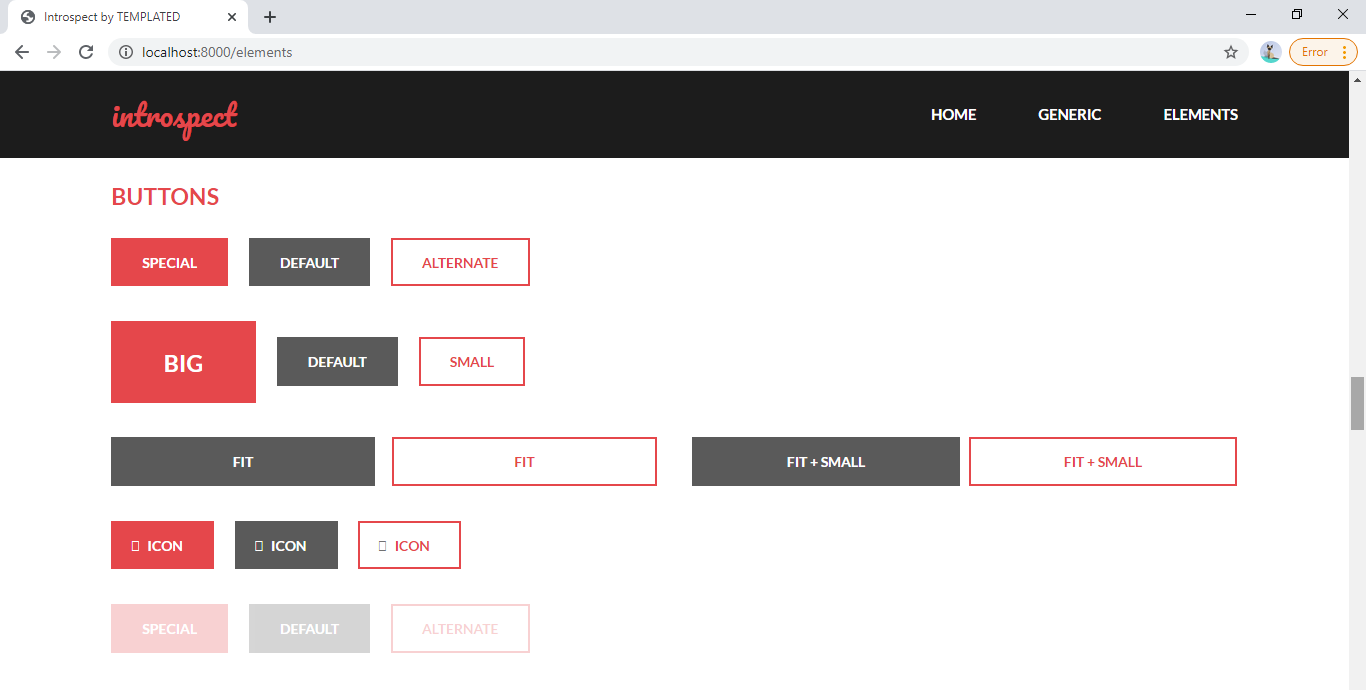 Introspect by TEMPLATED
localhost:8000/elements
Error
introspect
HOME GENERIC ELEMENTS
BUTTONS
SPECIAL DEFAULT ALTERNATE
BIG DEFAULT SMALL
FIT FIT FIT + SMALL FIT + SMALL
ICON ICON ICON
SPECIAL DEFAULT ALTERNATE